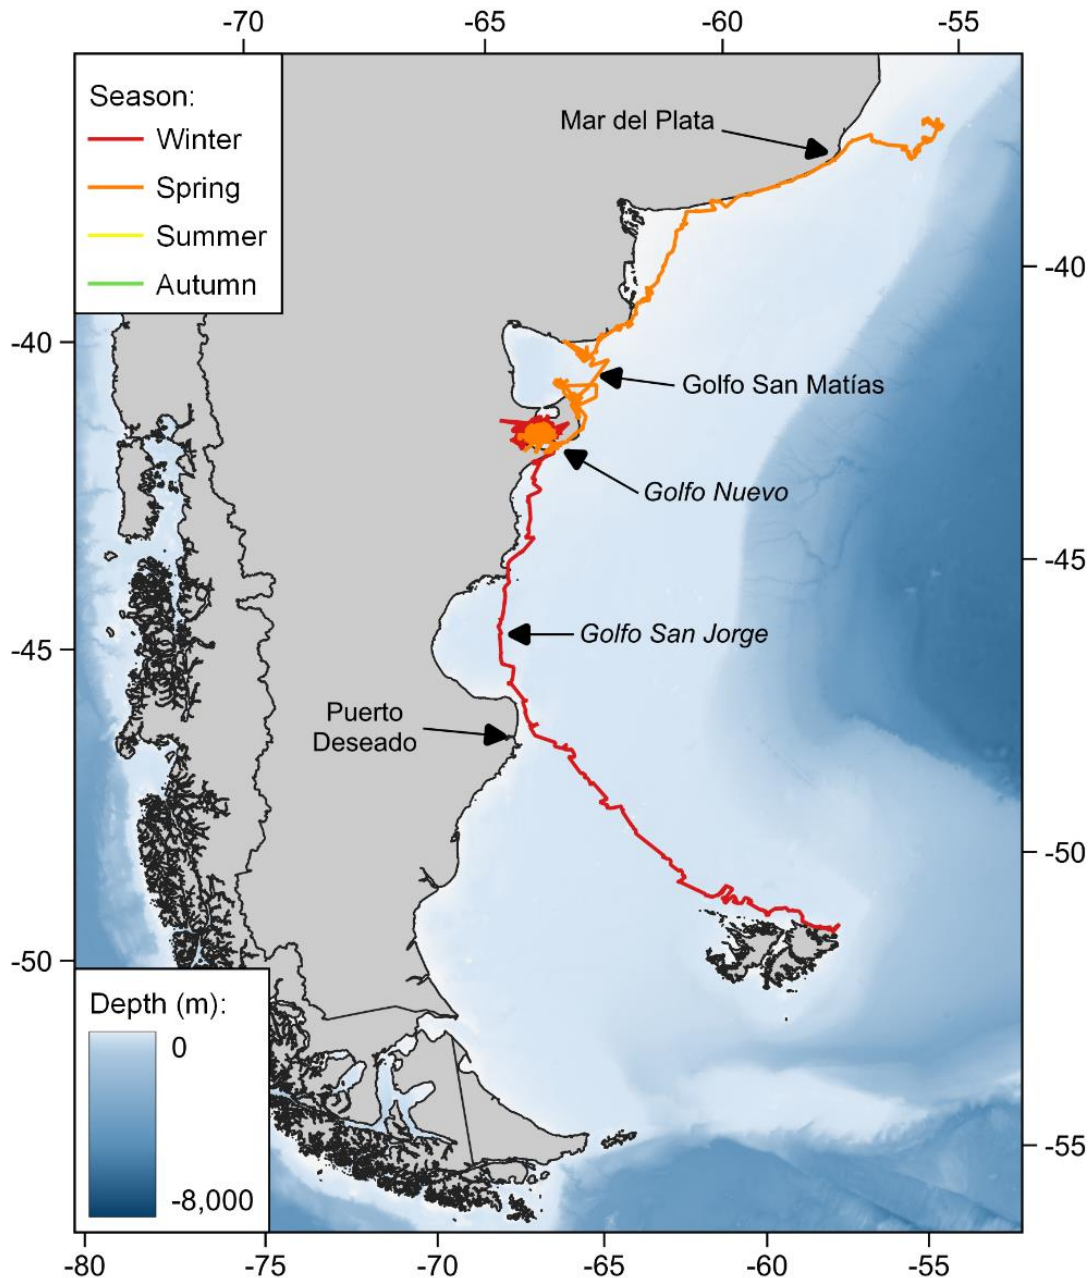 -70 -65 -60 -55
Season:
Winter
Spring
Summer
Autumn
Mar del Plata
-40
-40
Golfo San Matías
Golfo Nuevo
-45
Golfo San Jorge
-45
Puerto
Deseado
-50
-50
Depth (m):
0
-8,000
-55
-80 -75 -70 -65 -60 -55